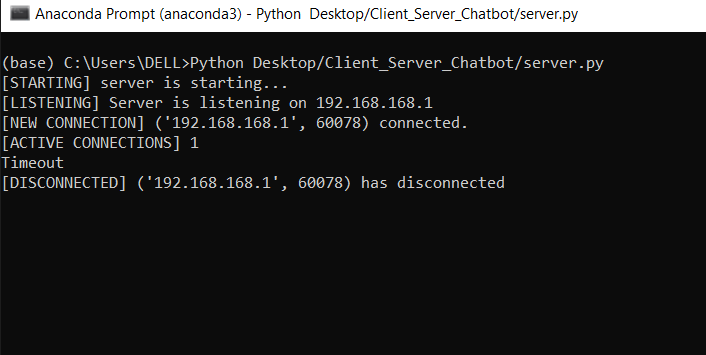 Anaconda Prompt (anaconda3) - Python  Desktop/Client_Server_Chatbot/server.py
(base) C:\Users\DELL>Python Desktop/Client_Server_Chatbot/server.py
[STARTING] server is starting...
[LISTENING] Server is listening on 192.168.168.1
[NEW CONNECTION] ('192.168.168.1', 60078) connected.
[ACTIVE CONNECTIONS] 1
Timeout
[DISCONNECTED] ('192.168.168.1', 60078) has disconnected